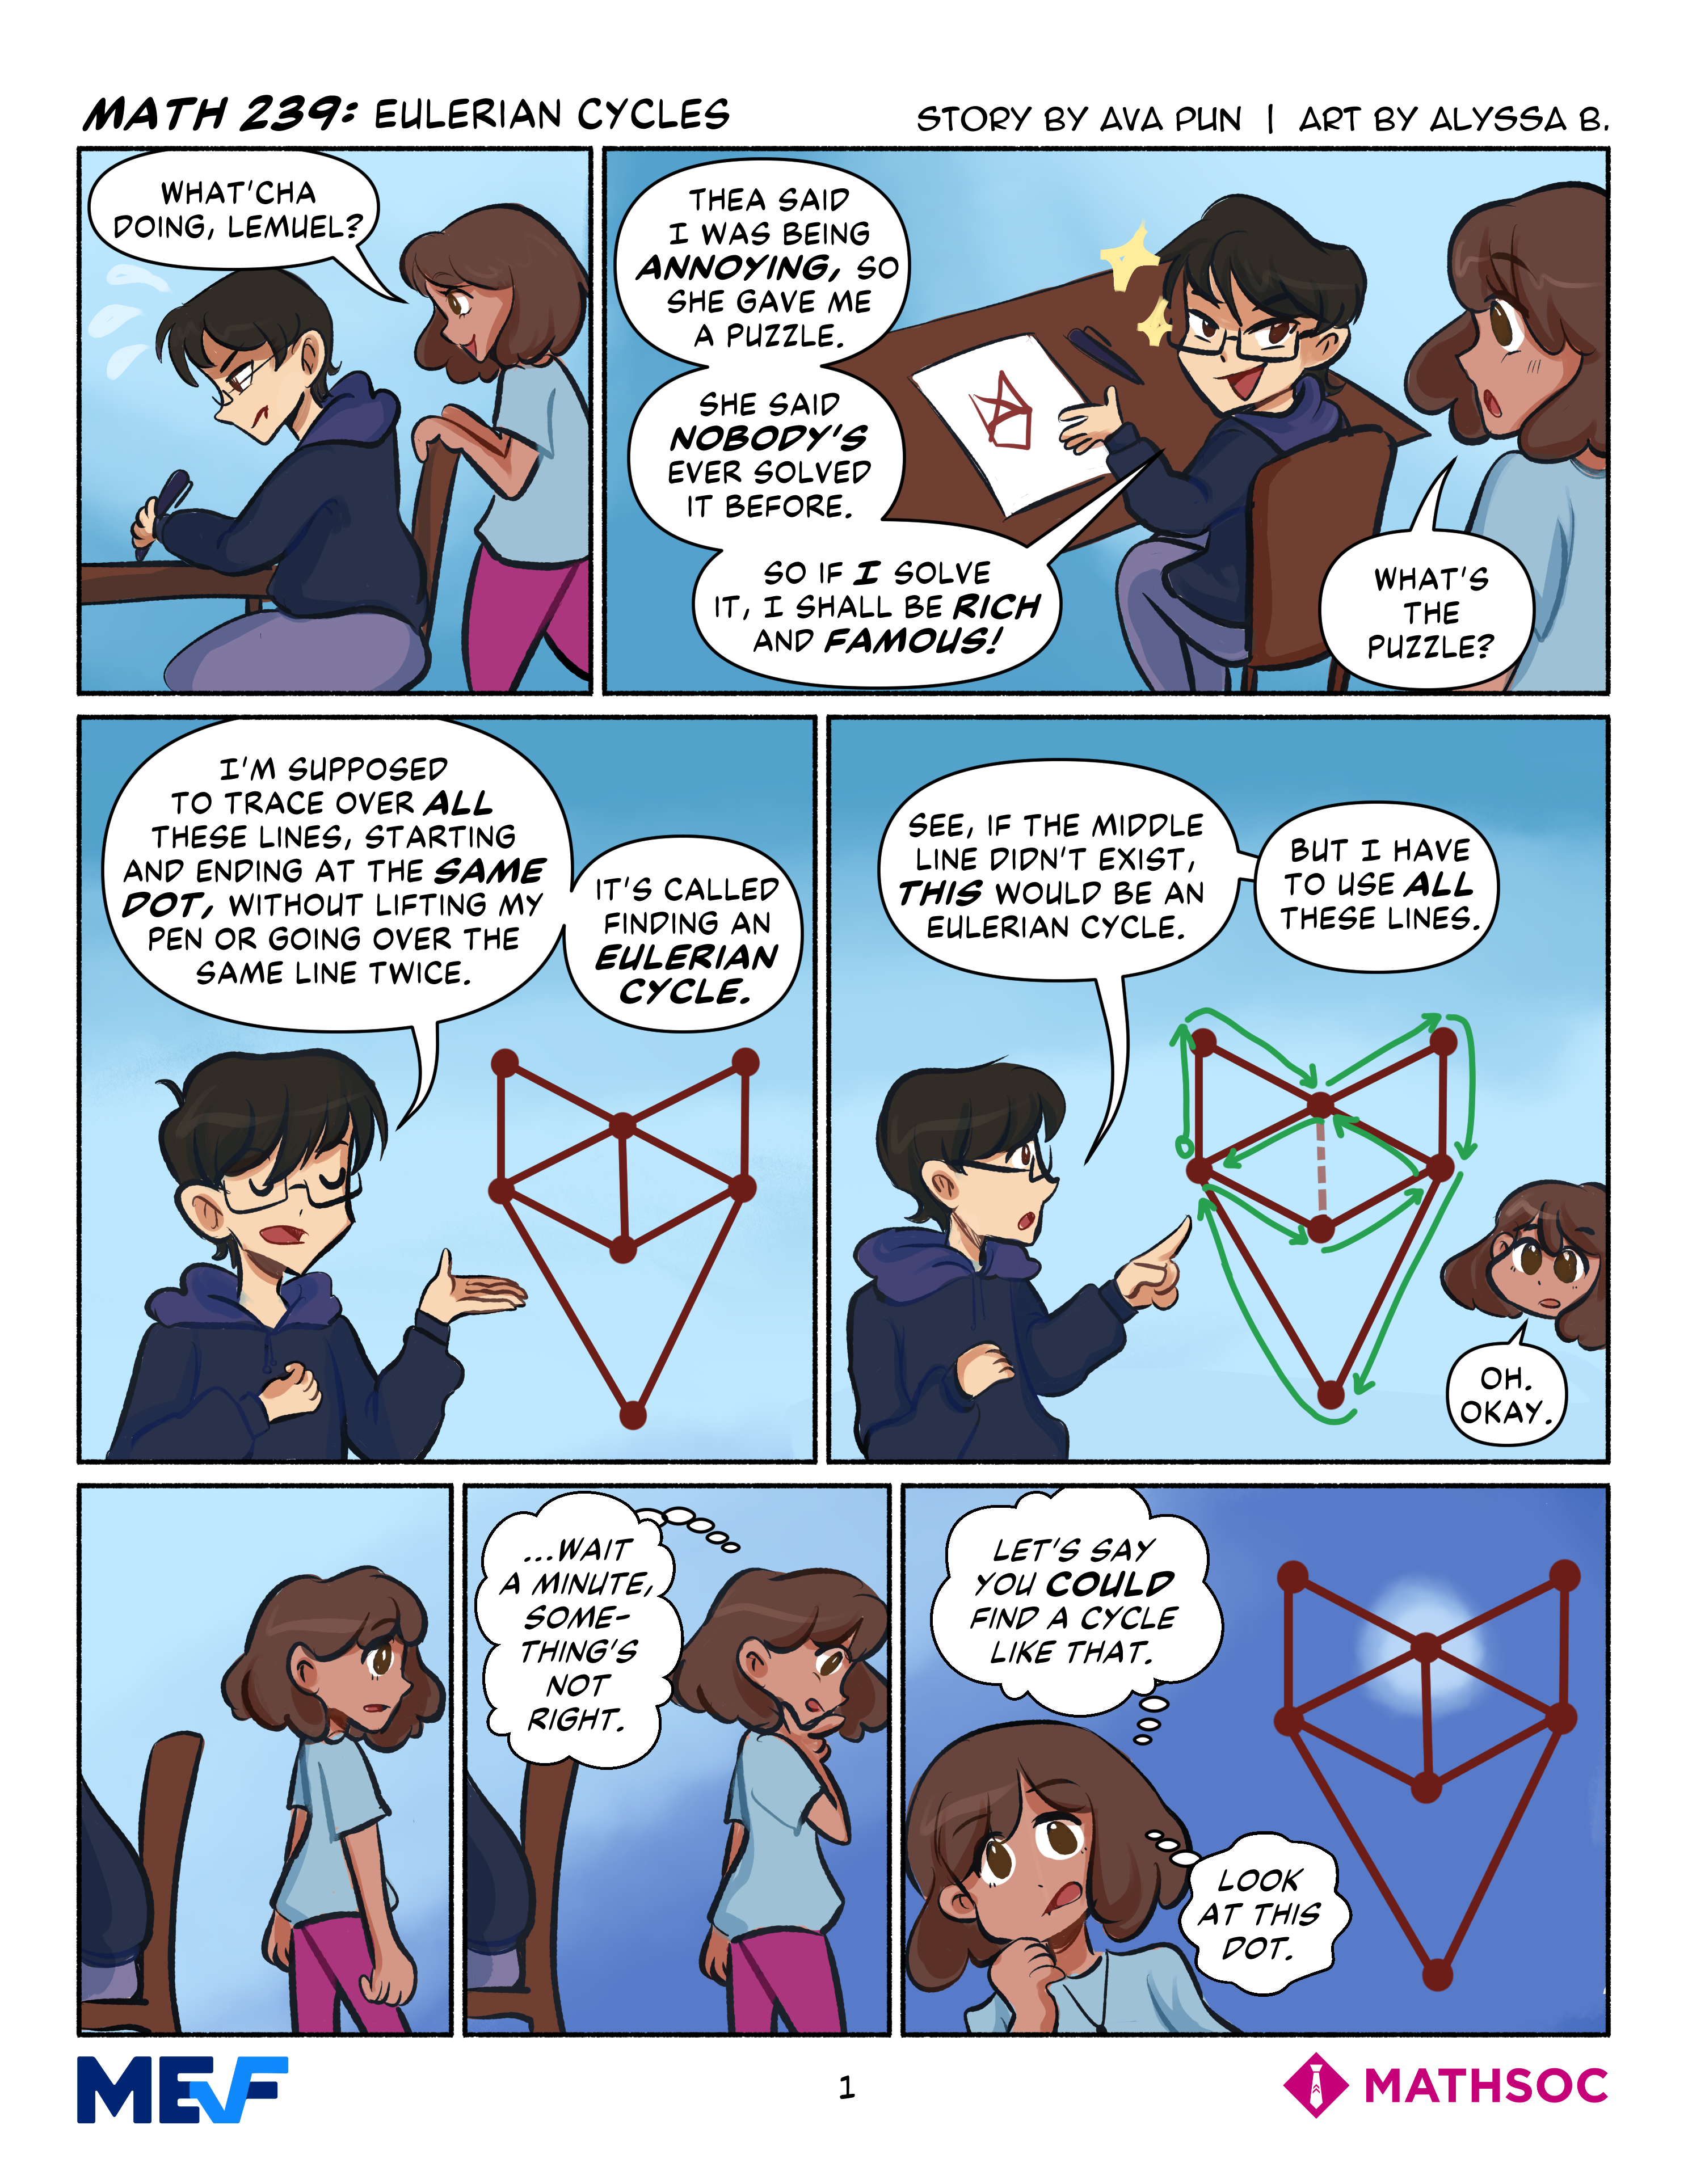 MATH 239: EULERIAN CYCLES
STORY BY AVA PUN | ART BY ALYSSA B.
WHAT'CHA
DOING, LEMUEL?
THEA SAID
I WAS BEING
ANNOYING, SO
SHE GAVE ME
A PUZZLE.
SHE SAID
NOBODY'S
EVER SOLVED
IT BEFORE.
SO IF I SOLVE
IT, I SHALL BE RICH
AND FAMOUS!
WHAT'S
THE
PUZZLE?
I'M SUPPOSED
TO TRACE OVER ALL
THESE LINES, STARTING
AND ENDING AT THE SAME
DOT, WITHOUT LIFTING MY
PEN OR GOING OVER THE
SAME LINE TWICE.
IT'S CALLED
FINDING AN
EULERIAN
CYCLE.
SEE, IF THE MIDDLE
LINE DIDN'T EXIST,
THIS WOULD BE AN
EULERIAN CYCLE.
BUT I HAVE
TO USE ALL
THESE LINES.
OH.
OKAY.
...WAIT
A MINUTE,
SOME-
THING'S
NOT
RIGHT.
LET'S SAY
YOU COULD
FIND A CYCLE
LIKE THAT.
LOOK
AT THIS
DOT.
MEF
1
MATHSOC